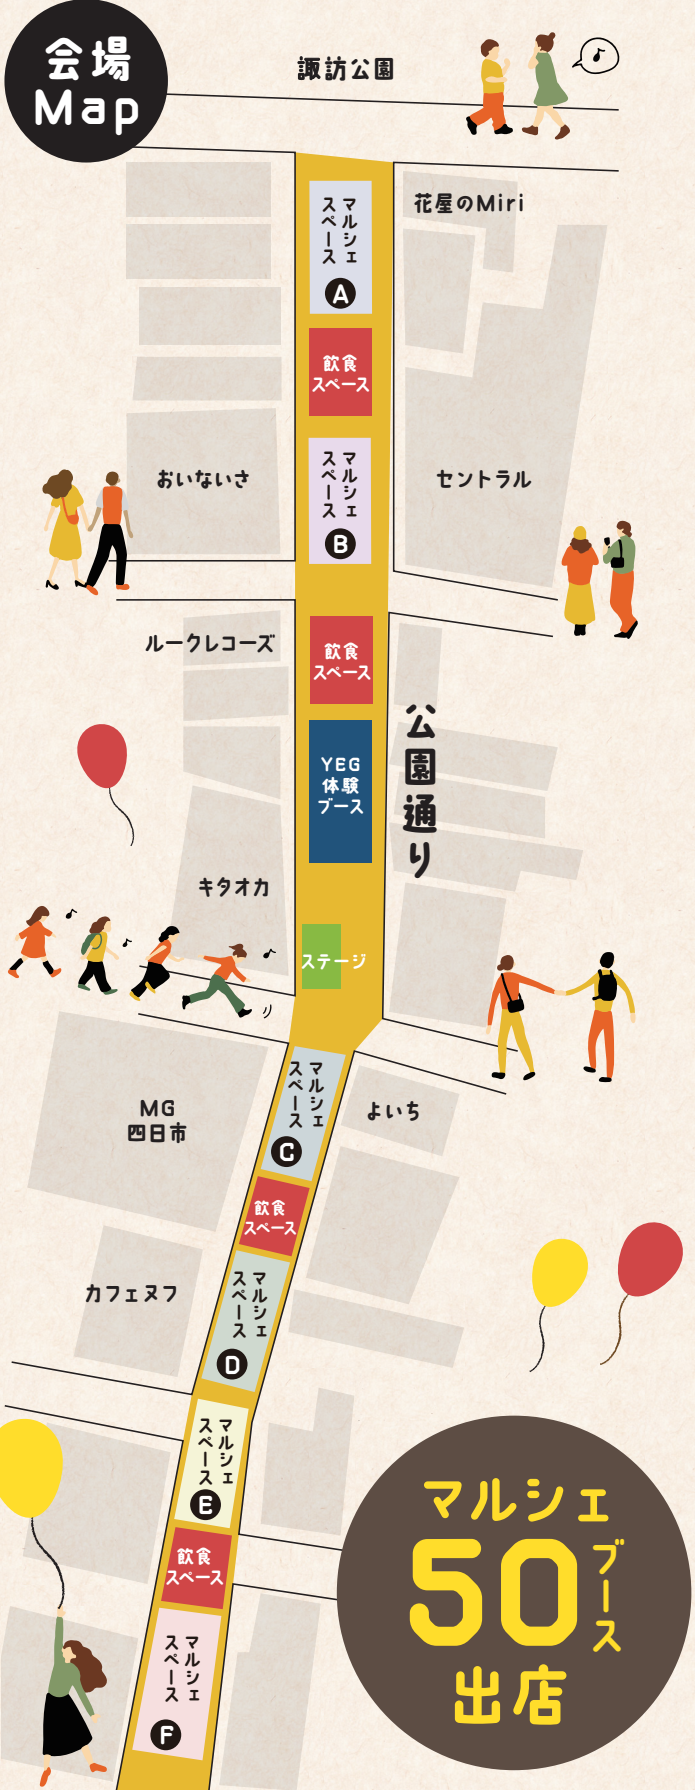 会場
Map
諏訪公園
花屋のMiri
マルシェ
スペース
A
飲食
スペース
マルシェ
スペース
B
おいないさ
セントラル
ルークレコーズ
飲食
スペース
YEG
体験
ブース
公園通り
キタオカ
ステージ
マルシェ
スペース
C
MG
四日市
よいち
飲食
スペース
マルシェ
スペース
D
カフェヌフ
マルシェ
スペース
E
飲食
スペース
マルシェ
スペース
F
マルシェ
50
ブース
出店